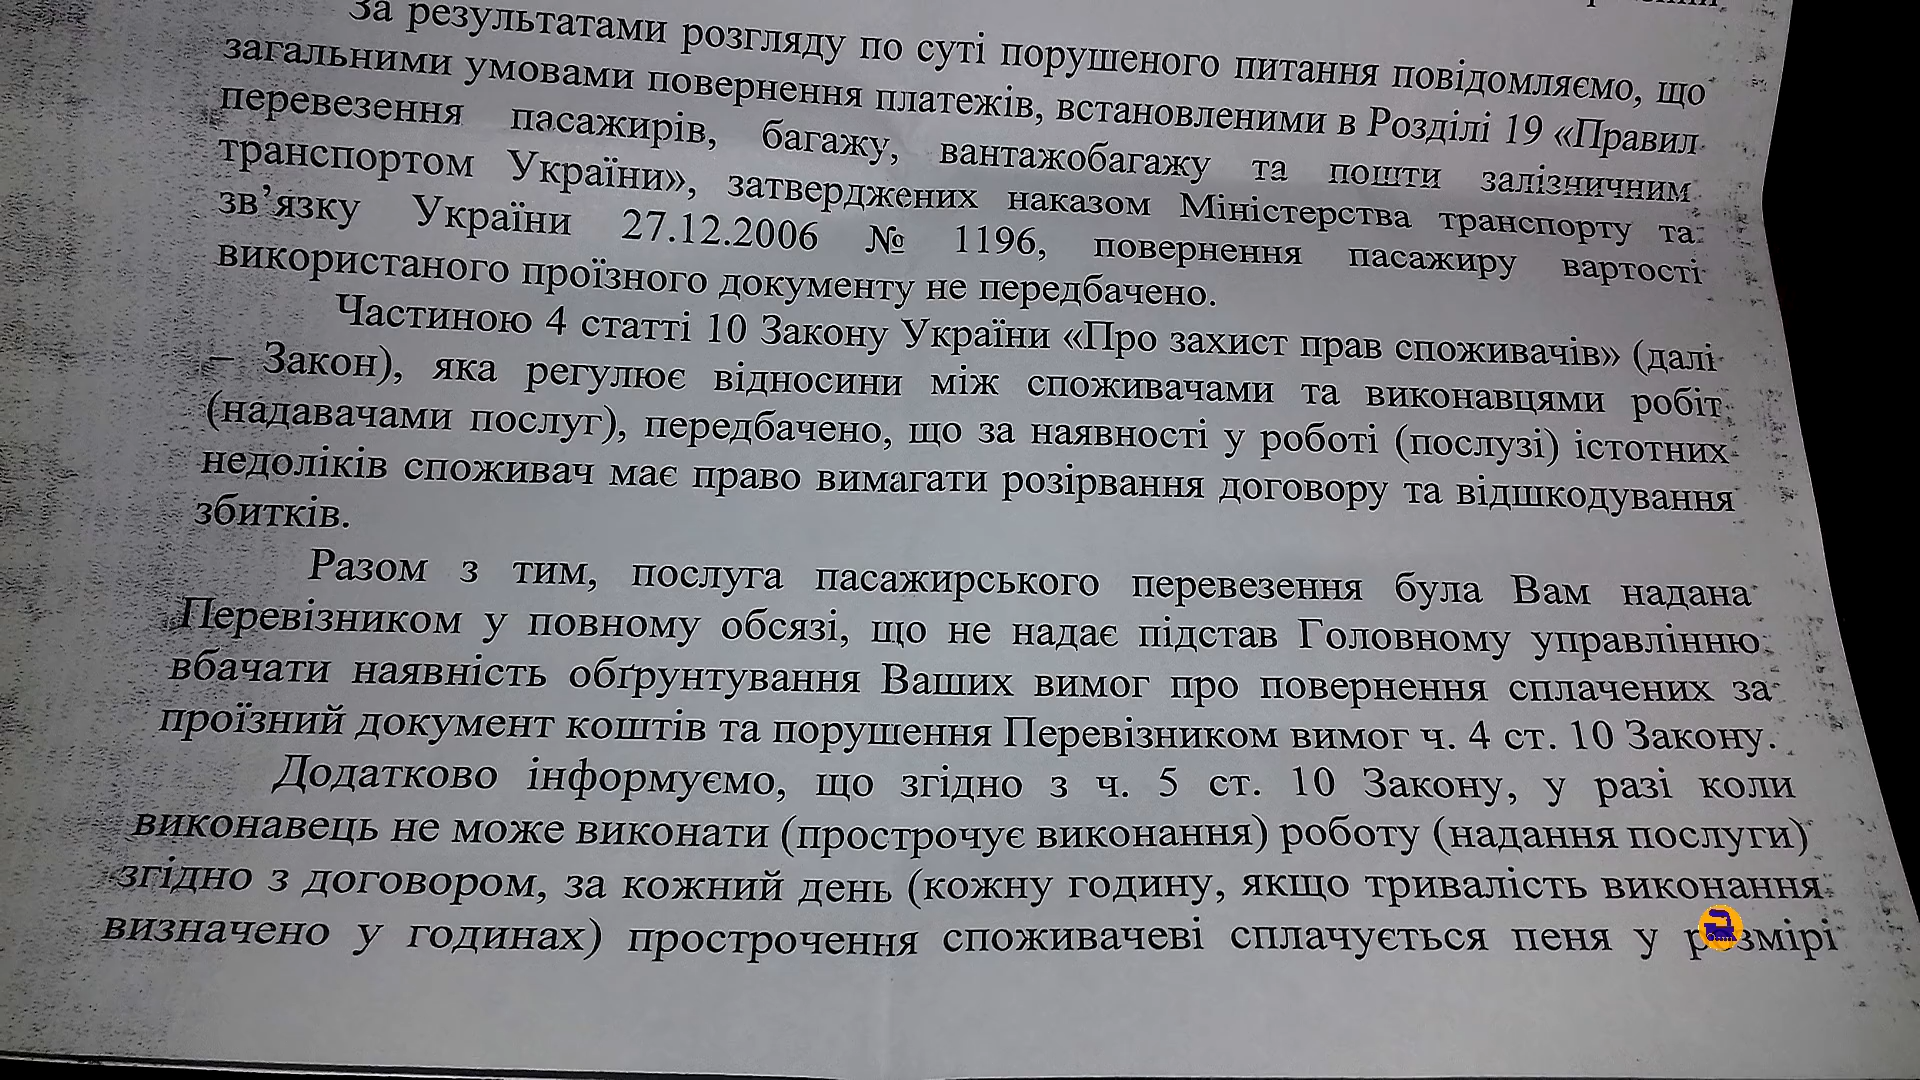 За результатами розгляду по суті порушеного питання повідомляємо, що
загальними умовами повернення платежів, встановленими в Розділі 19 «Правил
перевезення пасажирів, багажу, вантажобагажу та пошти залізничним
транспортом України», затверджених наказом Міністерства транспорту та
зв’язку України 27.12.2006 № 1196, повернення пасажиру вартості
використаного проїзного документу не передбачено.
Частиною 4 статті 10 Закону України «Про захист прав споживачів» (далі
– Закон), яка регулює відносини між споживачами та виконавцями робіт
(надавачами послуг), передбачено, що за наявності у роботі (послузі) істотних
недоліків споживач має право вимагати розірвання договору та відшкодування
збитків.
Разом з тим, послуга пасажирського перевезення була Вам надана
Перевізником у повному обсязі, що не надає підстав Головному управлінню
вбачати наявність обґрунтування Ваших вимог про повернення сплачених за
проїзний документ коштів та порушення Перевізником вимог ч. 4 ст. 10 Закону.
Додатково інформуємо, що згідно з ч. 5 ст. 10 Закону, у разі коли
виконавець не може виконати (прострочує виконання) роботу (надання послуги)
згідно з договором, за кожний день (кожну годину, якщо тривалість виконання
визначено у годинах) прострочення споживачеві сплачується пеня у розмірі